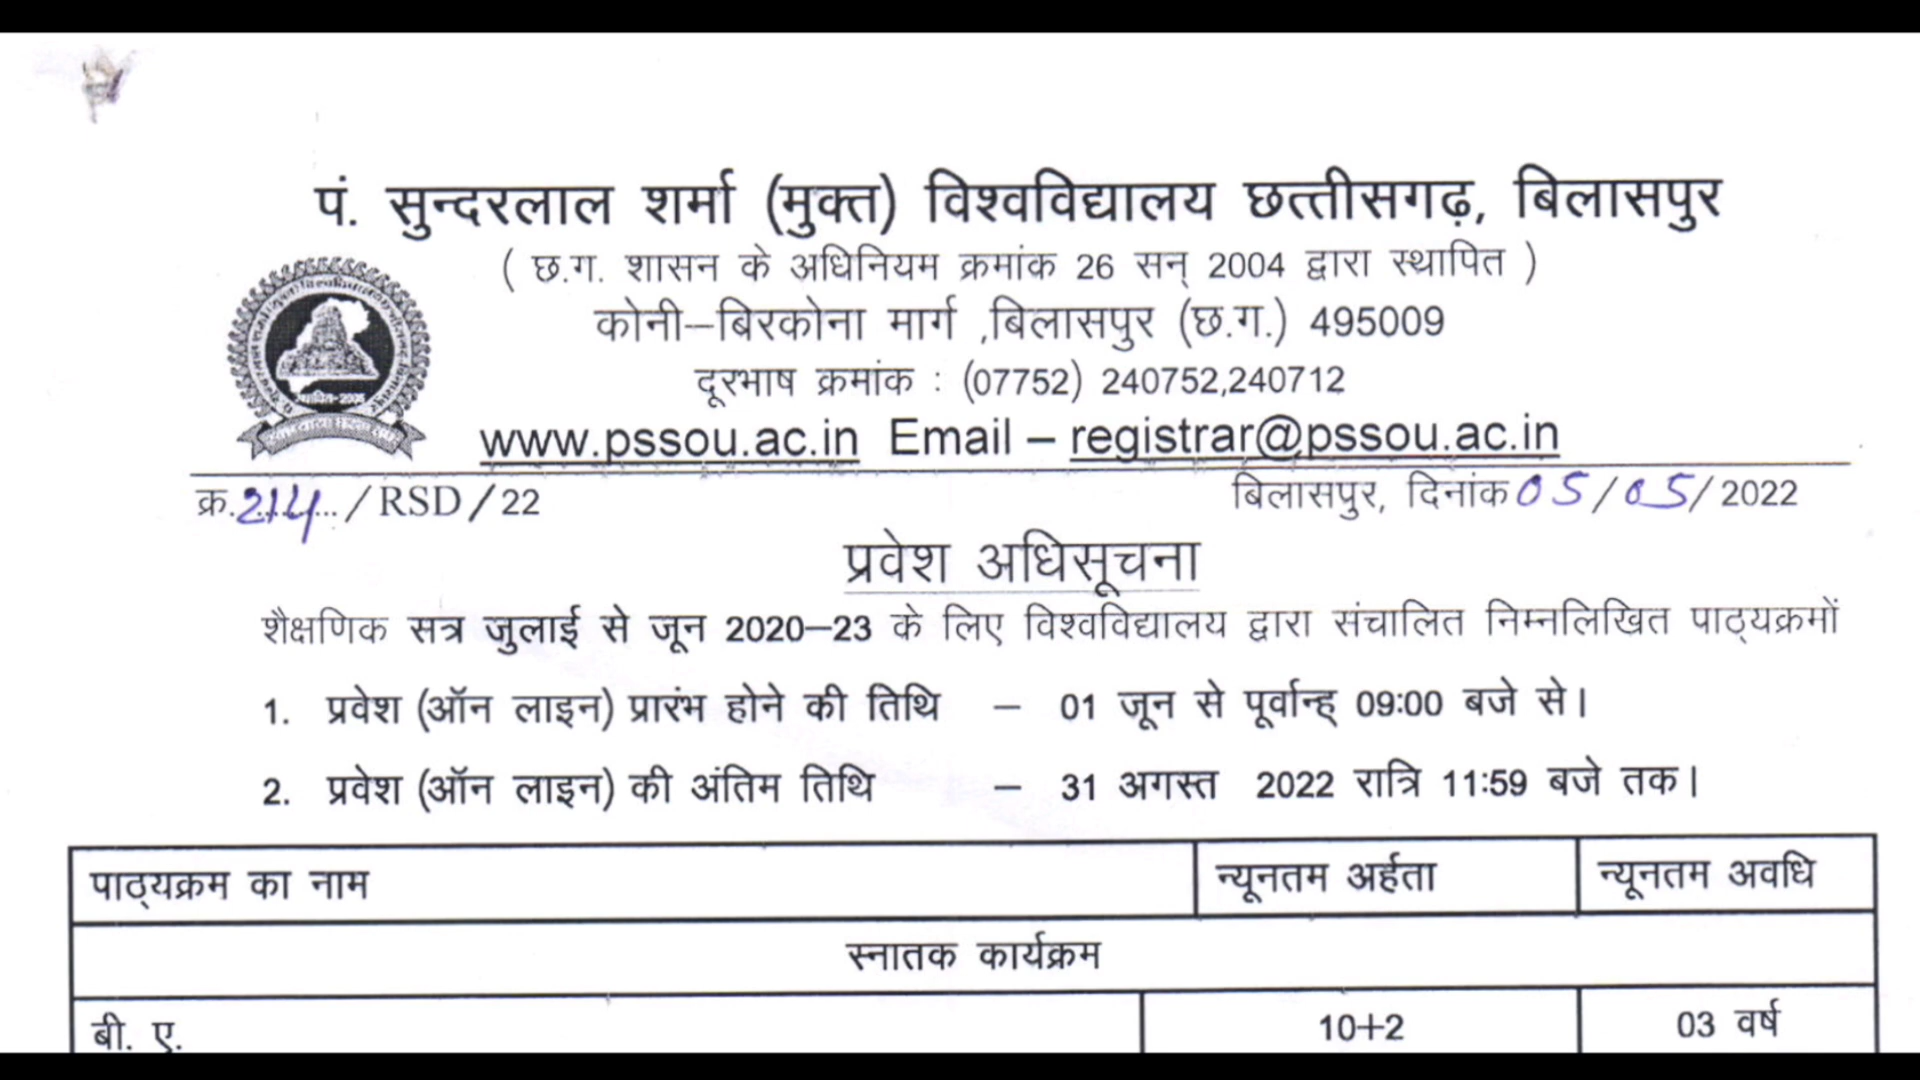 पं. सुन्दरलाल शर्मा (मुक्त) विश्वविद्यालय छत्तीसगढ़, बिलासपुर
( छ.ग. शासन के अधिनियम क्रमांक 26 सन् 2004 द्वारा स्थापित )
कोनी–बिरकोना मार्ग ,बिलासपुर (छ.ग.) 495009
दूरभाष क्रमांक : (07752) 240752,240712
www.pssou.ac.in Email – registrar@pssou.ac.in
क्र.214.../RSD/22 बिलासपुर, दिनांक 05/05/2022
प्रवेश अधिसूचना
शैक्षणिक सत्र जुलाई से जून 2020–23 के लिए विश्वविद्यालय द्वारा संचालित निम्नलिखित पाठ्यक्रमों
1. प्रवेश (ऑन लाइन) प्रारंभ होने की तिथि – 01 जून से पूर्वान्ह् 09:00 बजे से।
2. प्रवेश (ऑन लाइन) की अंतिम तिथि – 31 अगस्त 2022 रात्रि 11:59 बजे तक।
पाठ्यक्रम का नाम न्यूनतम अर्हता न्यूनतम अवधि
स्नातक कार्यक्रम
बी. ए. 10+2 03 वर्ष